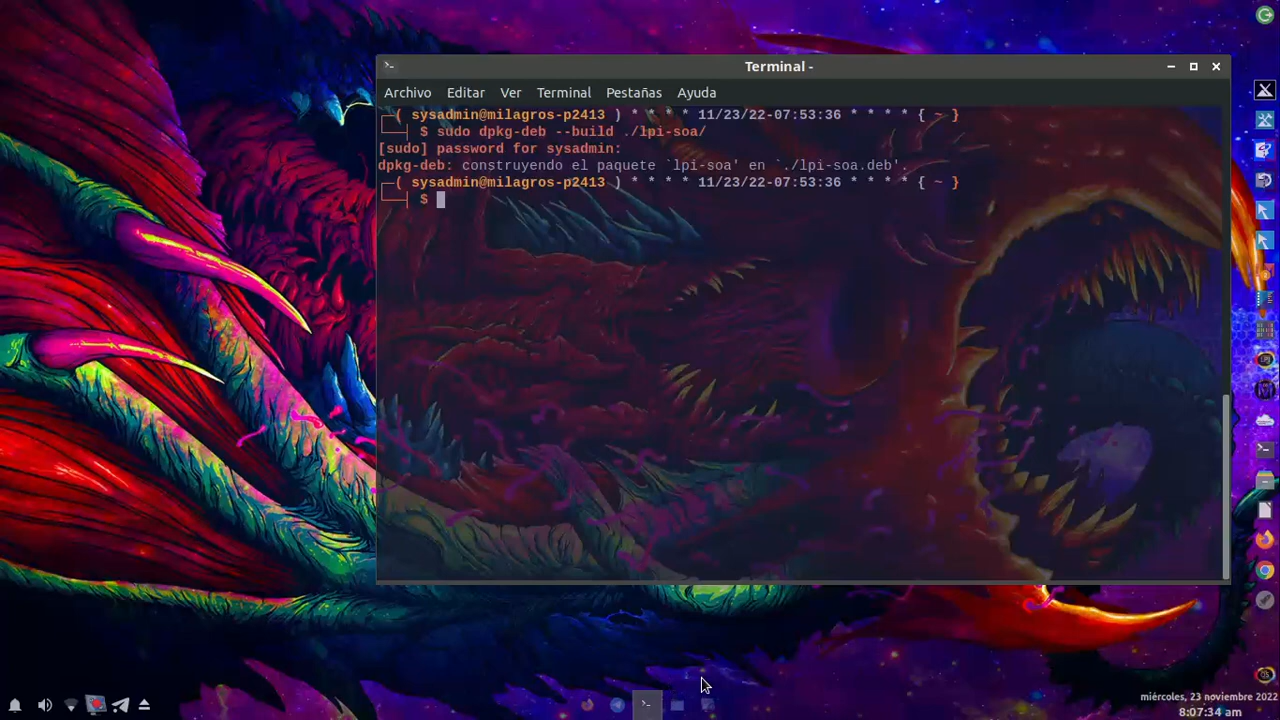 Terminal -
Archivo Editar Ver Terminal Pestañas Ayuda
( sysadmin@milagros-p2413 ) * * * * 11/23/22-07:53:36 * * * * { ~ }
$ sudo dpkg-deb --build ./lpi-soa/
[sudo] password for sysadmin:
dpkg-deb: construyendo el paquete `lpi-soa' en `./lpi-soa.deb'.
( sysadmin@milagros-p2413 ) * * * * 11/23/22-07:53:36 * * * * { ~ }
$
miércoles, 23 noviembre 2022
8:07:34 am